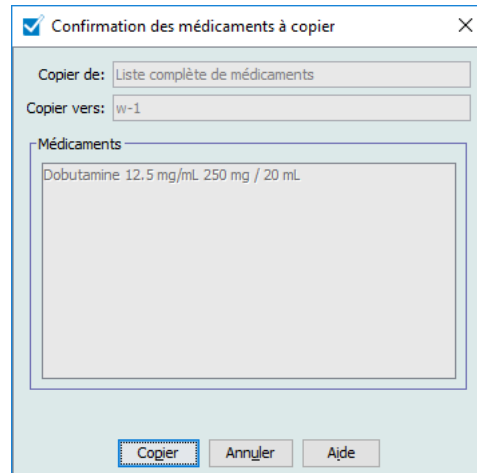 Confirmation des médicaments à copier
Copier de: Liste complète de médicaments
Copier vers: w-1
Médicaments
Dobutamine 12.5 mg/mL 250 mg / 20 mL
Copier Annuler Aide